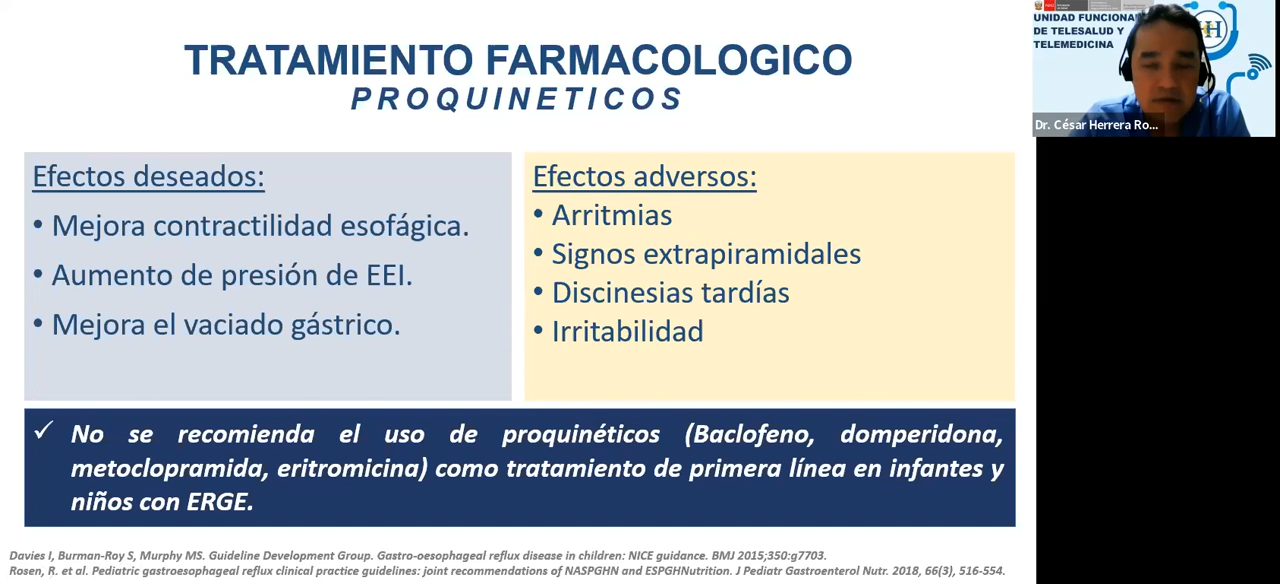 TRATAMIENTO FARMACOLOGICO
PROQUINETICOS
Efectos deseados:
• Mejora contractilidad esofágica.
• Aumento de presión de EEI.
• Mejora el vaciado gástrico.
Efectos adversos:
• Arritmias
• Signos extrapiramidales
• Discinesias tardías
• Irritabilidad
✓ No se recomienda el uso de proquinéticos (Baclofeno, domperidona,
metoclopramida, eritromicina) como tratamiento de primera línea en infantes y
niños con ERGE.
Davies I, Burman-Roy S, Murphy MS. Guideline Development Group. Gastro-oesophageal reflux disease in children: NICE guidance. BMJ 2015;350:g7703.
Rosen, R. et al. Pediatric gastroesophageal reflux clinical practice guidelines: joint recommendations of NASPGHN and ESPGHNutrition. J Pediatr Gastroenterol Nutr. 2018, 66(3), 516-554.
UNIDAD FUNCIONA
DE TELESALUD Y
TELEMEDICINA
H
Dr. César Herrera Ro...